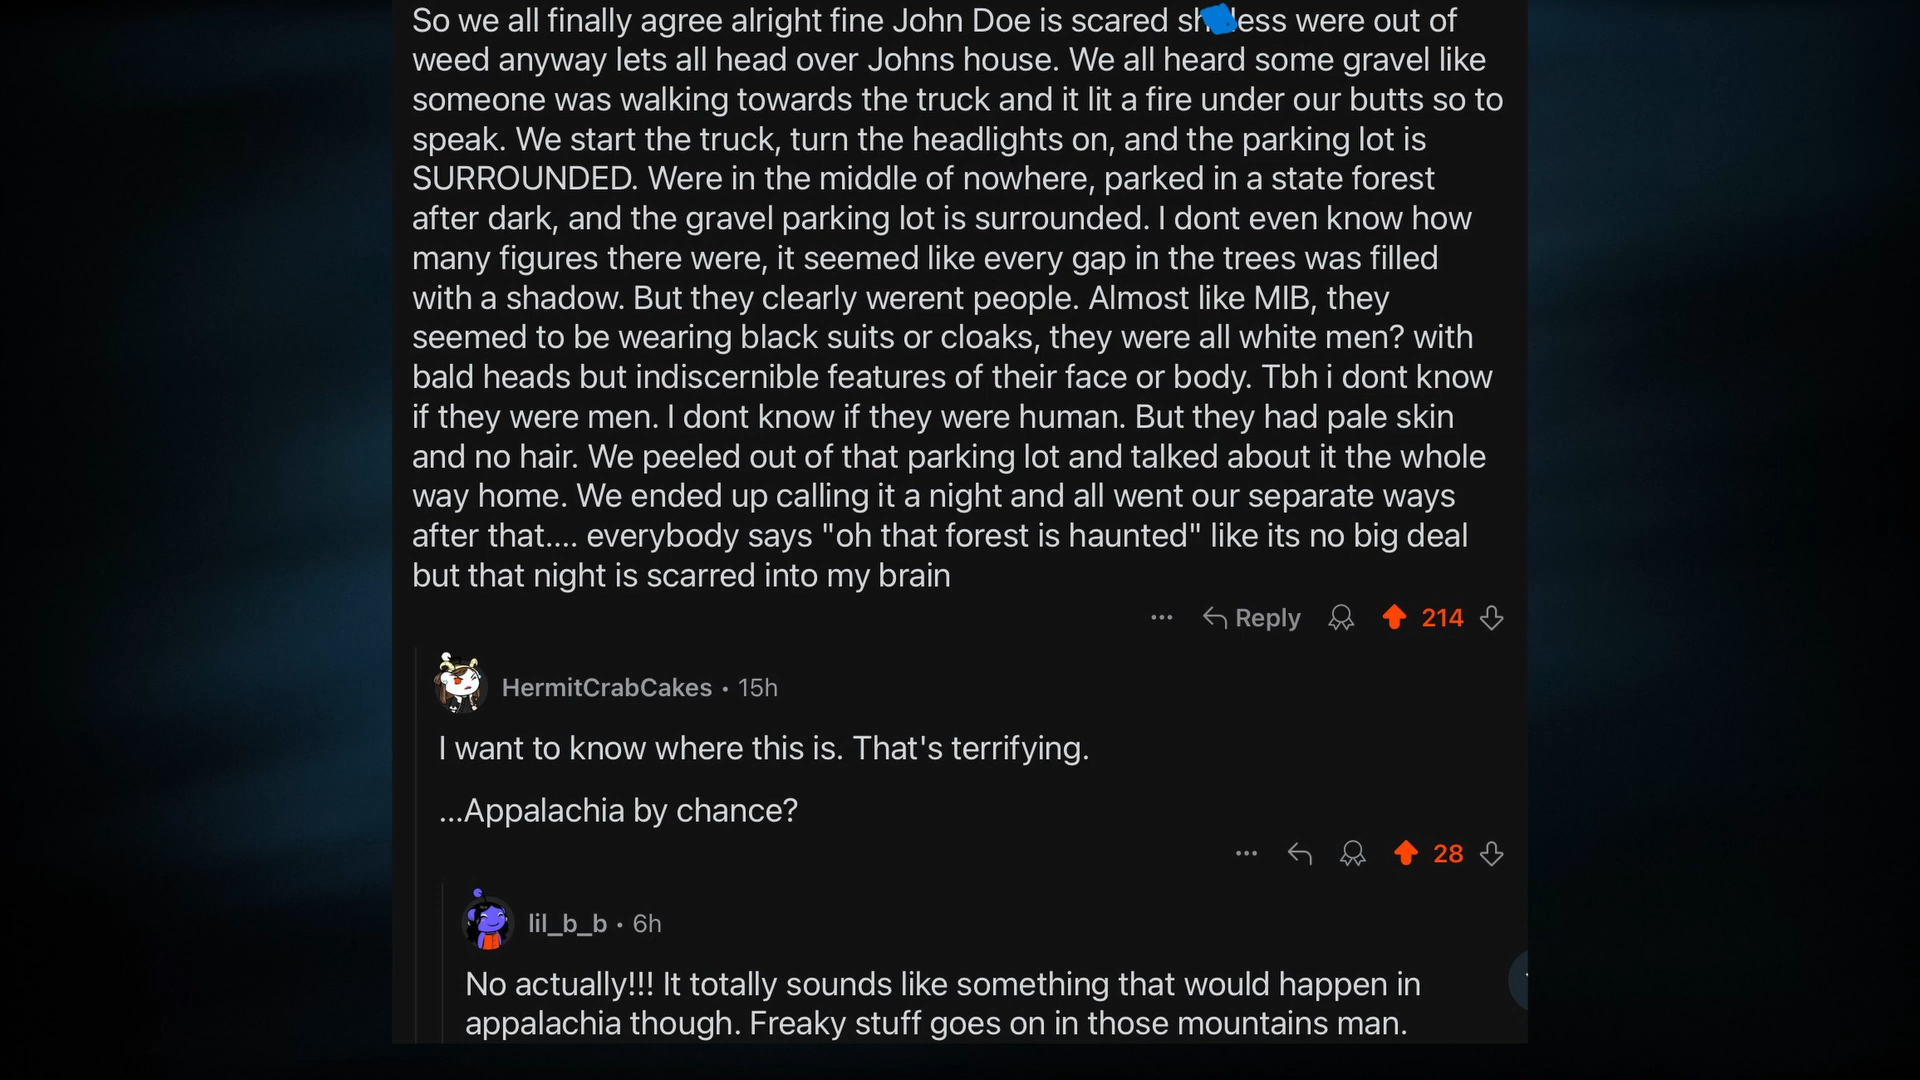 So we all finally agree alright fine John Doe is scared sh less were out of
weed anyway lets all head over Johns house. We all heard some gravel like
someone was walking towards the truck and it lit a fire under our butts so to
speak. We start the truck, turn the headlights on, and the parking lot is
SURROUNDED. Were in the middle of nowhere, parked in a state forest
after dark, and the gravel parking lot is surrounded. I dont even know how
many figures there were, it seemed like every gap in the trees was filled
with a shadow. But they clearly werent people. Almost like MIB, they
seemed to be wearing black suits or cloaks, they were all white men? with
bald heads but indiscernible features of their face or body. Tbh i dont know
if they were men. I dont know if they were human. But they had pale skin
and no hair. We peeled out of that parking lot and talked about it the whole
way home. We ended up calling it a night and all went our separate ways
after that.... everybody says "oh that forest is haunted" like its no big deal
but that night is scarred into my brain
... Reply 214
HermitCrabCakes • 15h
I want to know where this is. That's terrifying.
...Appalachia by chance?
... 28
lil_b_b • 6h
No actually!!! It totally sounds like something that would happen in
appalachia though. Freaky stuff goes on in those mountains man.